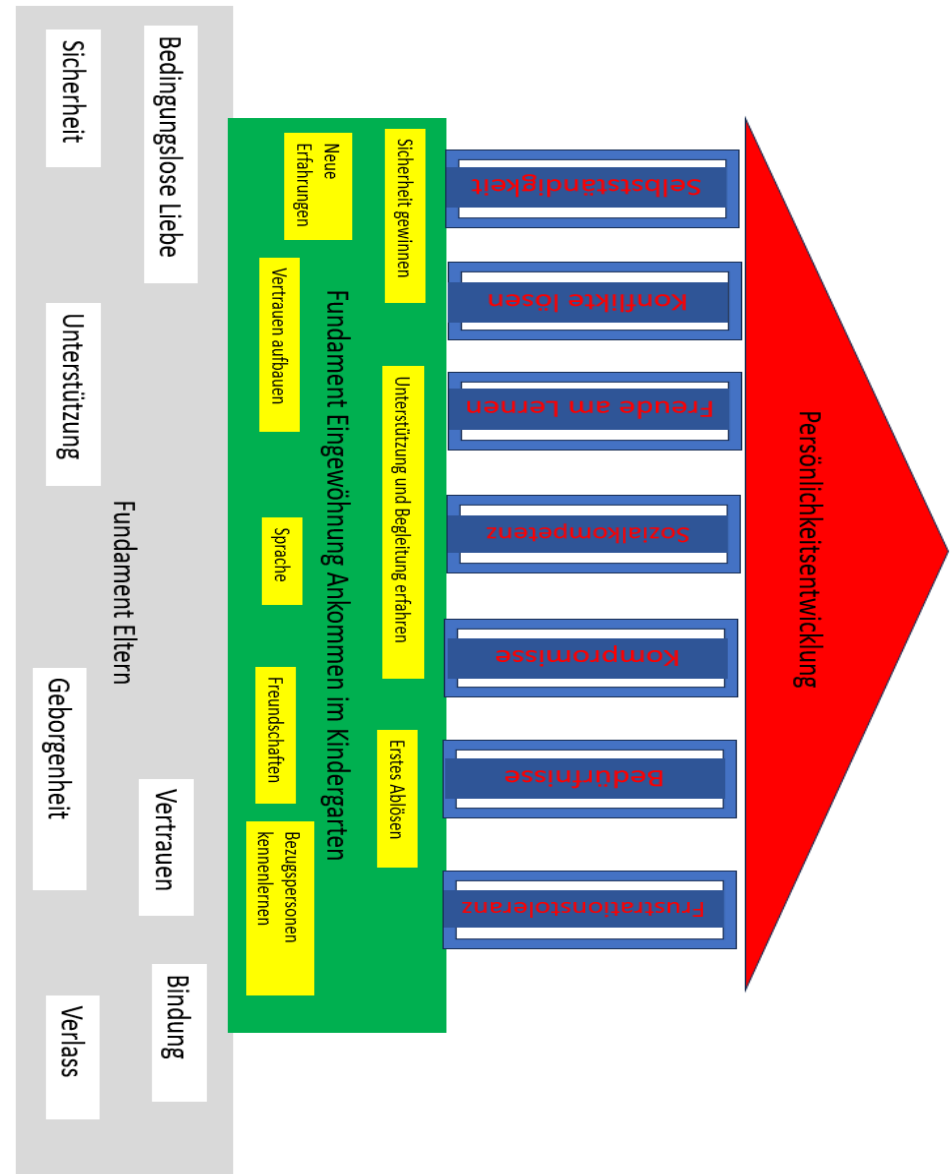 Persönlichkeitsentwicklung
Selbstständigkeit
Konflikte lösen
Freude am Lernen
Sozialkompetenz
Kompromisse
Bedürfnisse
Frustrationstoleranz
Sicherheit gewinnen
Unterstützung und Begleitung erfahren
Erstes Ablösen
Fundament Eingewöhnung Ankommen im Kindergarten
Neue
Erfahrungen
Vertrauen aufbauen
Sprache
Freundschaften
Bezugspersonen
kennenlernen
Bedingungslose Liebe
Vertrauen
Bindung
Fundament Eltern
Sicherheit
Unterstützung
Geborgenheit
Verlass